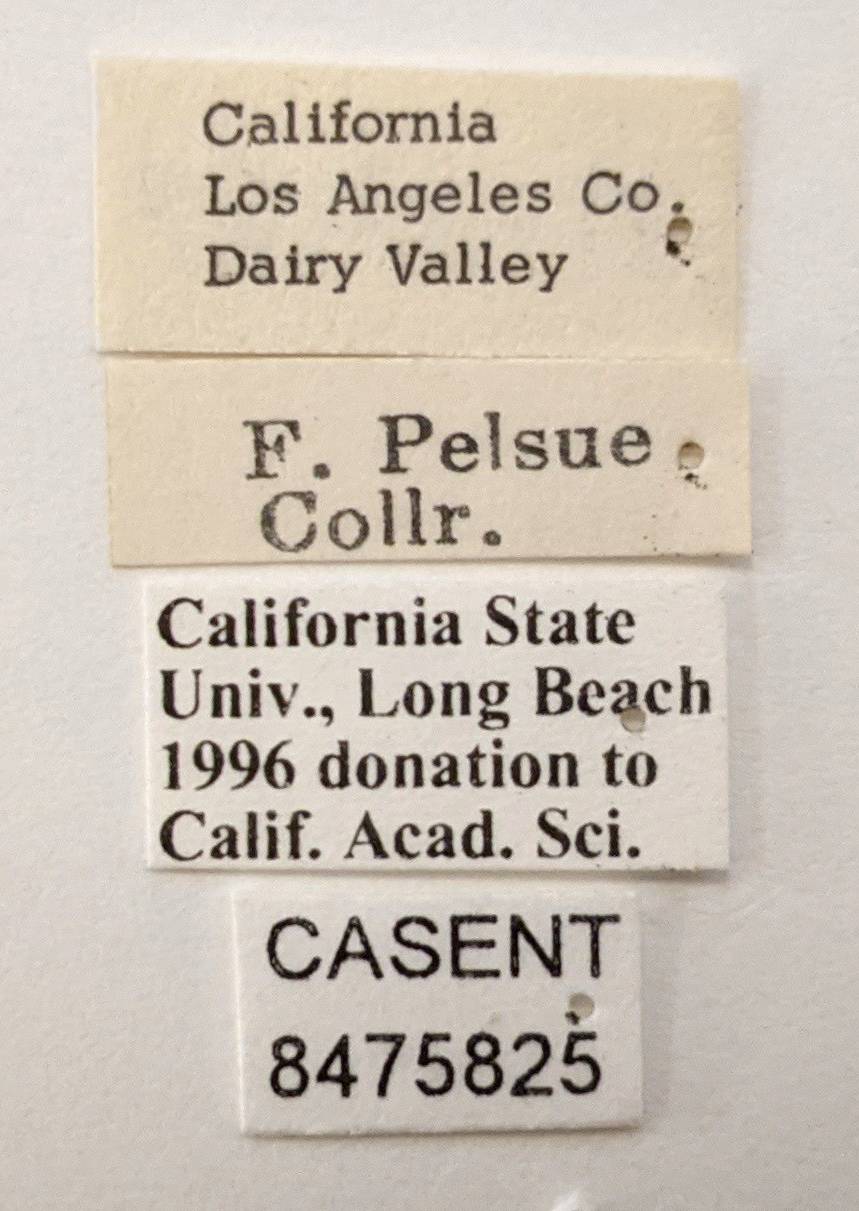 California
Los Angeles Co.
Dairy Valley
F. Pelsue
Collr.
California State
Univ., Long Beach
1996 donation to
Calif. Acad. Sci.
CASENT
8475825